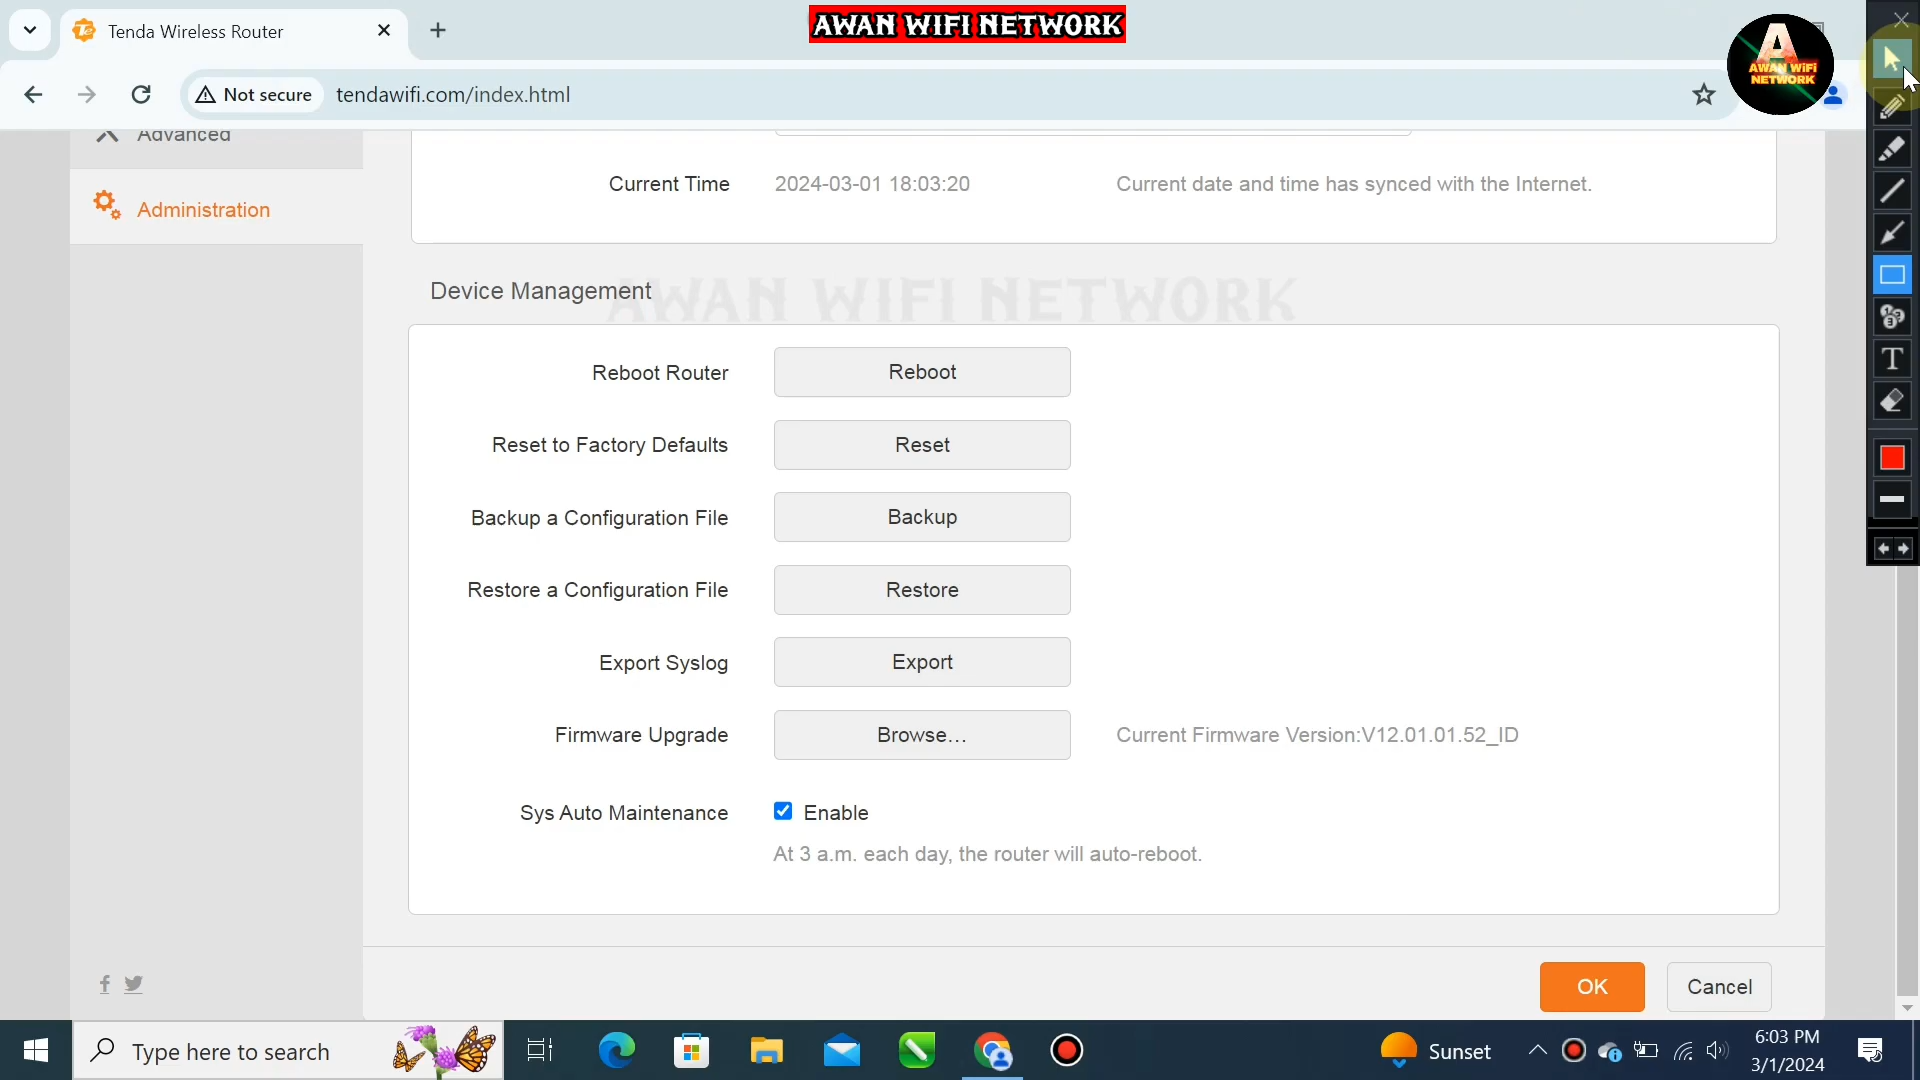 Tenda Wireless Router
AWAN WIFI NETWORK
A
AWAN WiFi
NETWORK
Not secure
tendawifi.com/index.html
Advanced
Current Time
2024-03-01 18:03:20
Current date and time has synced with the Internet.
Administration
Device Management
AWAN WIFI NETWORK
Reboot Router
Reboot
Reset to Factory Defaults
Reset
Backup a Configuration File
Backup
Restore a Configuration File
Restore
Export Syslog
Export
Firmware Upgrade
Browse...
Current Firmware Version:V12.01.01.52_ID
Sys Auto Maintenance
Enable
At 3 a.m. each day, the router will auto-reboot.
OK
Cancel
Type here to search
Sunset
6:03 PM
3/1/2024